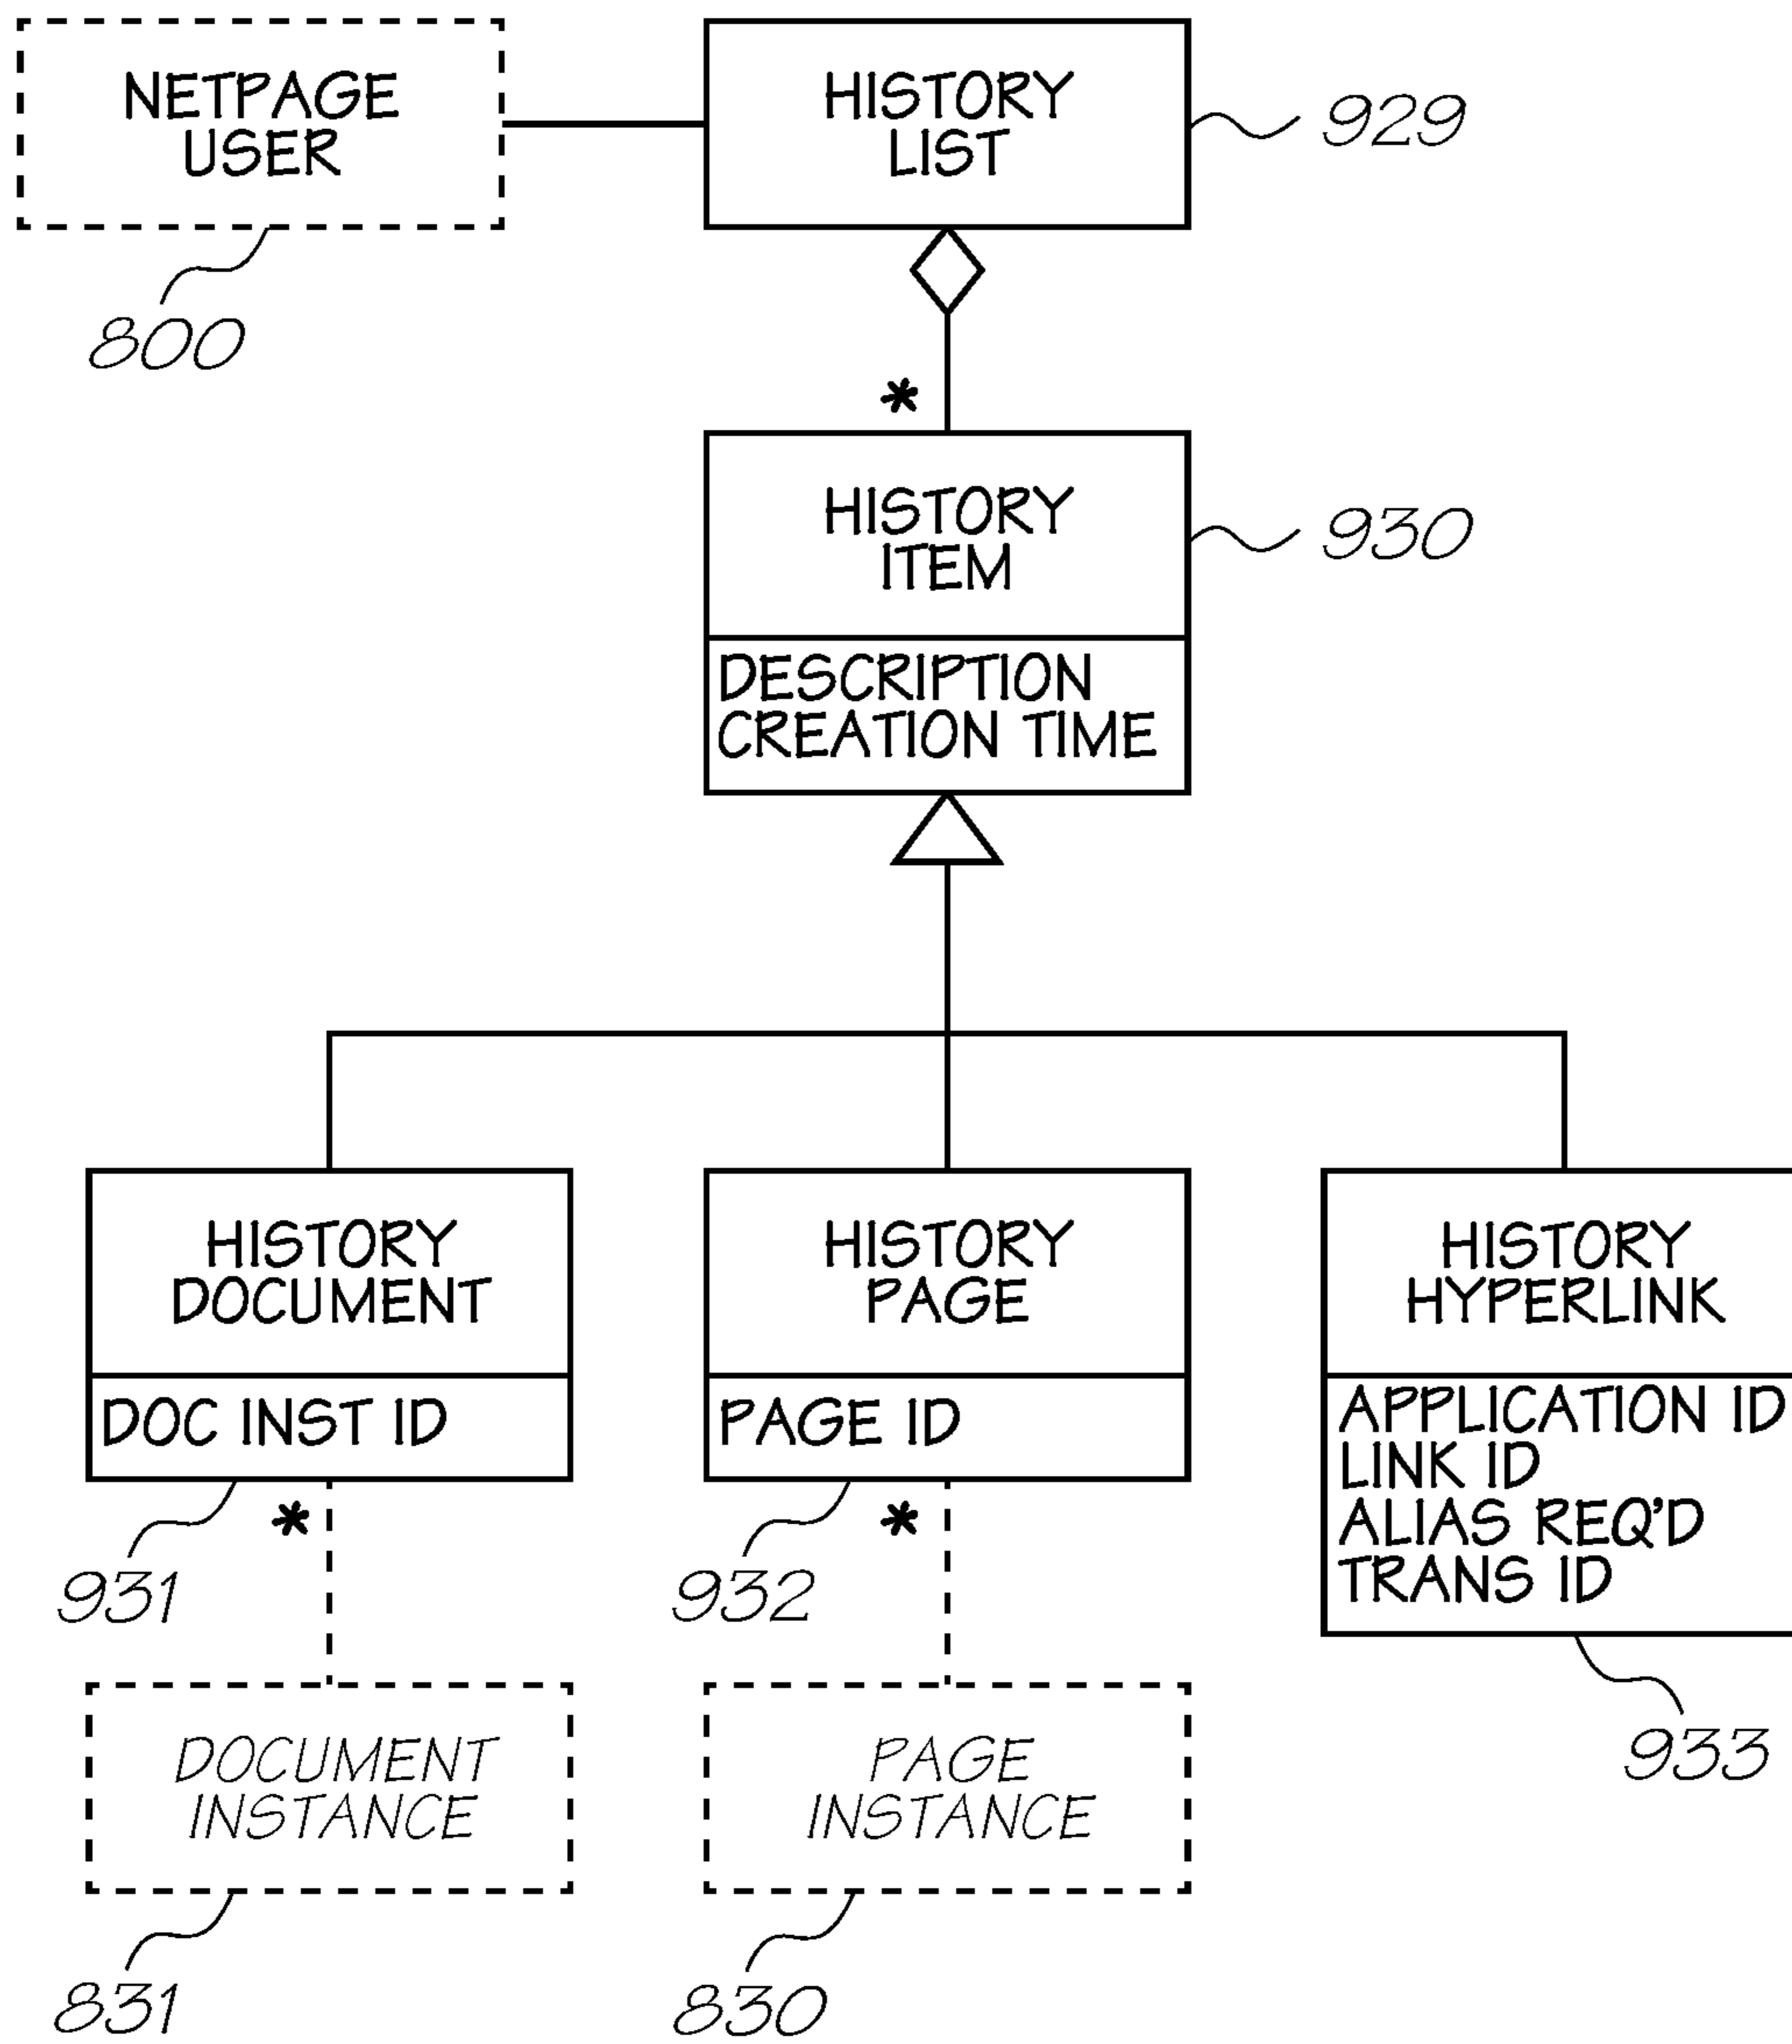 NETPAGE
USER
800
HISTORY
LIST
929
*
HISTORY
ITEM
930
DESCRIPTION
CREATION TIME
HISTORY
DOCUMENT
DOC INST ID
931
*
HISTORY
PAGE
PAGE ID
932
*
HISTORY
HYPERLINK
APPLICATION ID
LINK ID
ALIAS REQ'D
TRANS ID
933
DOCUMENT
INSTANCE
831
PAGE
INSTANCE
830